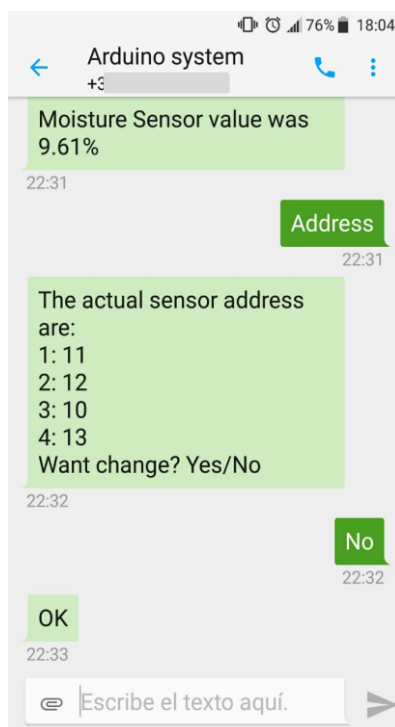 76% 18:04
Arduino system
+3
Moisture Sensor value was
9.61%
22:31
Address
22:31
The actual sensor address
are:
1: 11
2: 12
3: 10
4: 13
Want change? Yes/No
22:32
No
22:32
OK
22:33
Escribe el texto aquí.